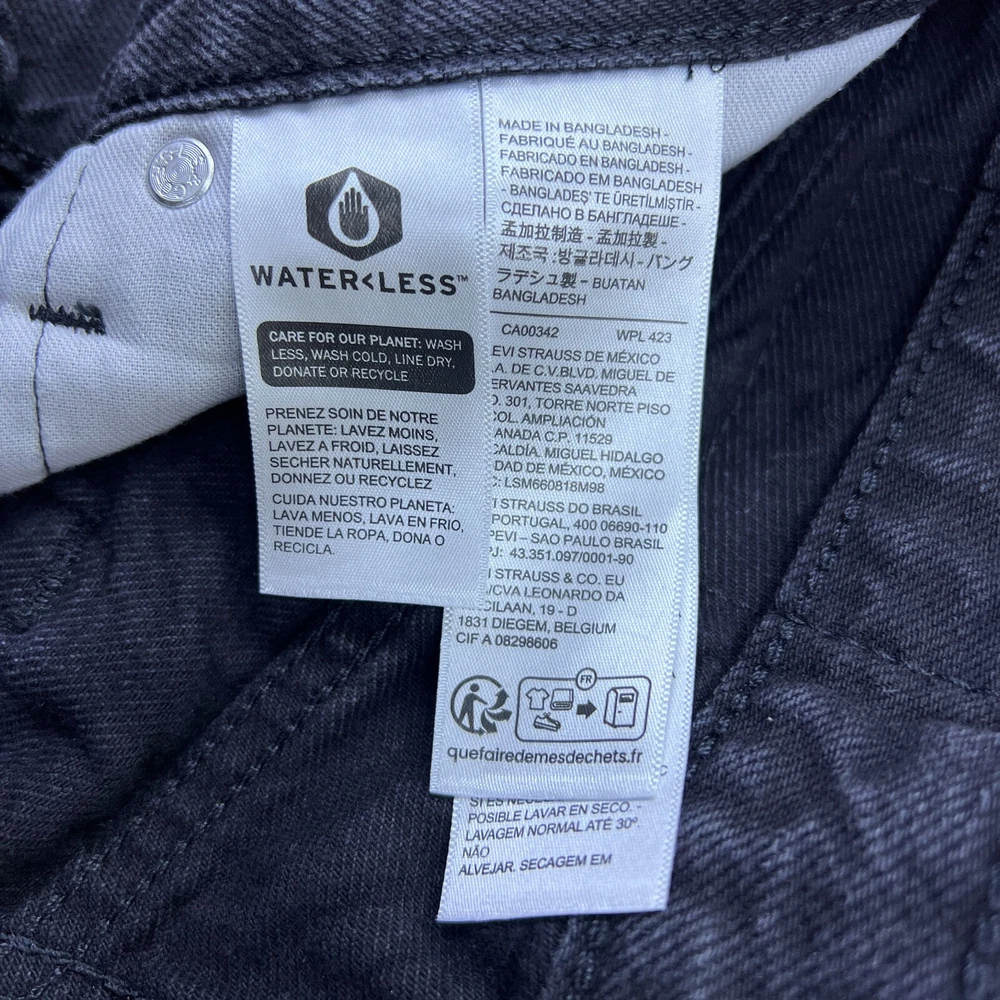 WATER<LESS™
CARE FOR OUR PLANET: WASH
LESS, WASH COLD, LINE DRY,
DONATE OR RECYCLE
PRENEZ SOIN DE NOTRE
PLANETE: LAVEZ MOINS,
LAVEZ A FROID, LAISSEZ
SECHER NATURELLEMENT,
DONNEZ OU RECYCLEZ
CUIDA NUESTRO PLANETA:
LAVA MENOS, LAVA EN FRIO,
TIENDE LA ROPA, DONA O
RECICLA.
MADE IN BANGLADESH -
FABRIQUÉ AU BANGLADESH -
FABRICADO EN BANGLADESH -
FABRICADO EM BANGLADESH
- BANGLADEŞ' TE ÜRETİLMİŞTİR -
СДЕЛАНО В БАНГЛАДЕШЕ -
孟加拉制造 - 孟加拉製 -
제조국 :방글라데시 - バング
ラデシュ製 - BUATAN
BANGLADESH
CA00342 WPL 423
EVI STRAUSS DE MÉXICO
.A. DE C.V.BLVD. MIGUEL DE
ERVANTES SAAVEDRA
O. 301, TORRE NORTE PISO
COL. AMPLIACIÓN
ANADA C.P. 11529
CALDÍA. MIGUEL HIDALGO
DAD DE MÉXICO, MÉXICO
C: LSM660818M98
I STRAUSS DO BRASIL
PORTUGAL, 400 06690-110
PEVI – SAO PAULO BRASIL
PJ: 43.351.097/0001-90
I STRAUSS & CO. EU
/CVA LEONARDO DA
CILAAN, 19 - D
1831 DIEGEM, BELGIUM
CIF A 08298606
FR
quefairedemesdechets.fr
POSIBLE LAVAR EN SECO. -
LAVAGEM NORMAL ATÉ 30º.
NÃO
ALVEJAR. SECAGEM EM